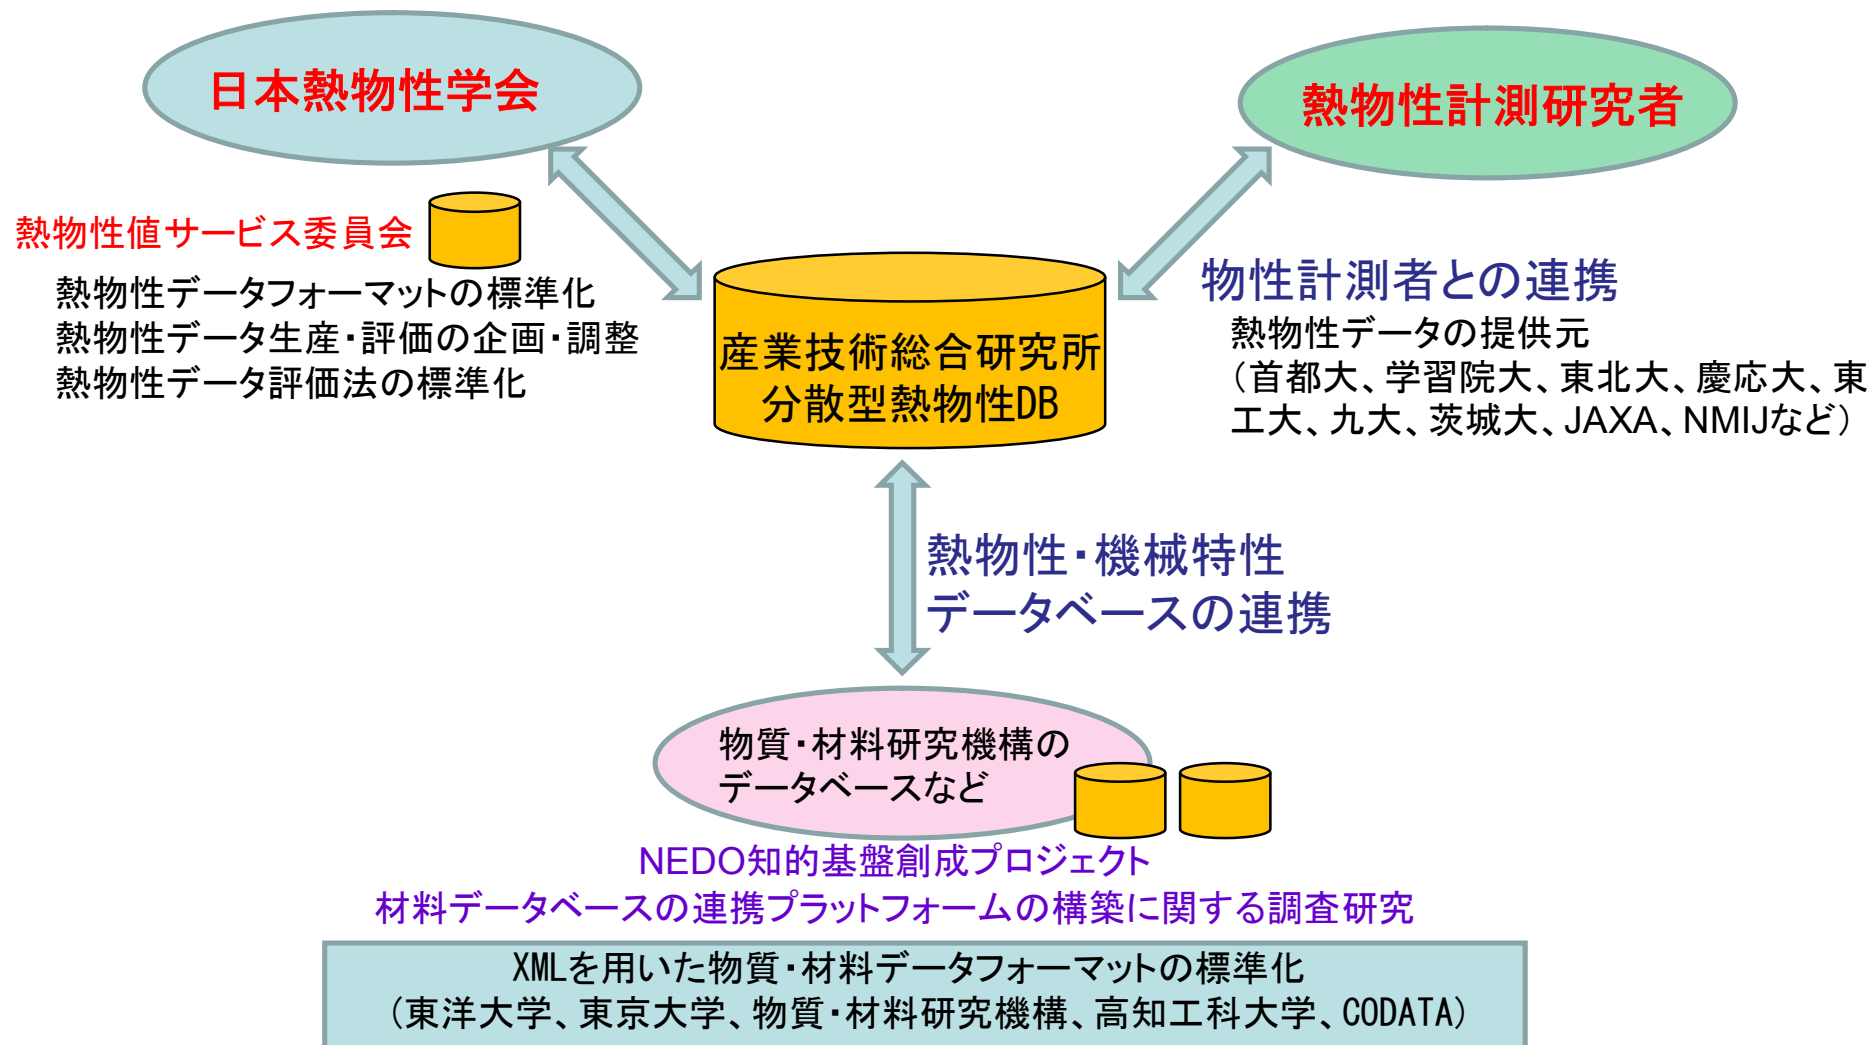 日本熱物性学会
熱物性計測研究者
熱物性値サービス委員会
熱物性データフォーマットの標準化
熱物性データ生産・評価の企画・調整
熱物性データ評価法の標準化
産業技術総合研究所
分散型熱物性DB
物性計測者との連携
熱物性データの提供元
（首都大、学習院大、東北大、慶応大、東
工大、九大、茨城大、JAXA、NMIJなど）
熱物性・機械特性
データベースの連携
物質・材料研究機構の
データベースなど
NEDO知的基盤創成プロジェクト
材料データベースの連携プラットフォームの構築に関する調査研究
XMLを用いた物質・材料データフォーマットの標準化
（東洋大学、東京大学、物質・材料研究機構、高知工科大学、CODATA）